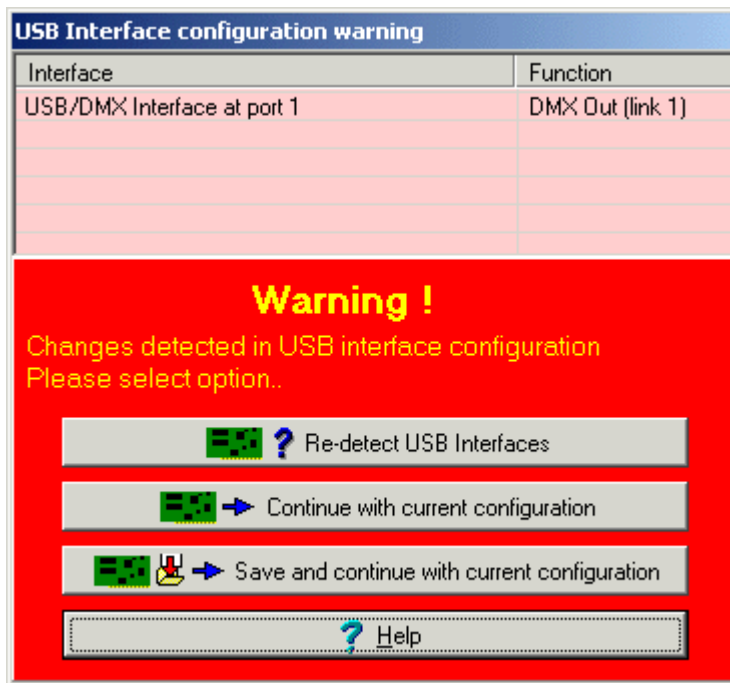 USB Interface configuration warning
Interface Function
USB/DMX Interface at port 1 DMX Out (link 1)
Warning !
Changes detected in USB interface configuration
Please select option..
? Re-detect USB Interfaces
Continue with current configuration
Save and continue with current configuration
? Help